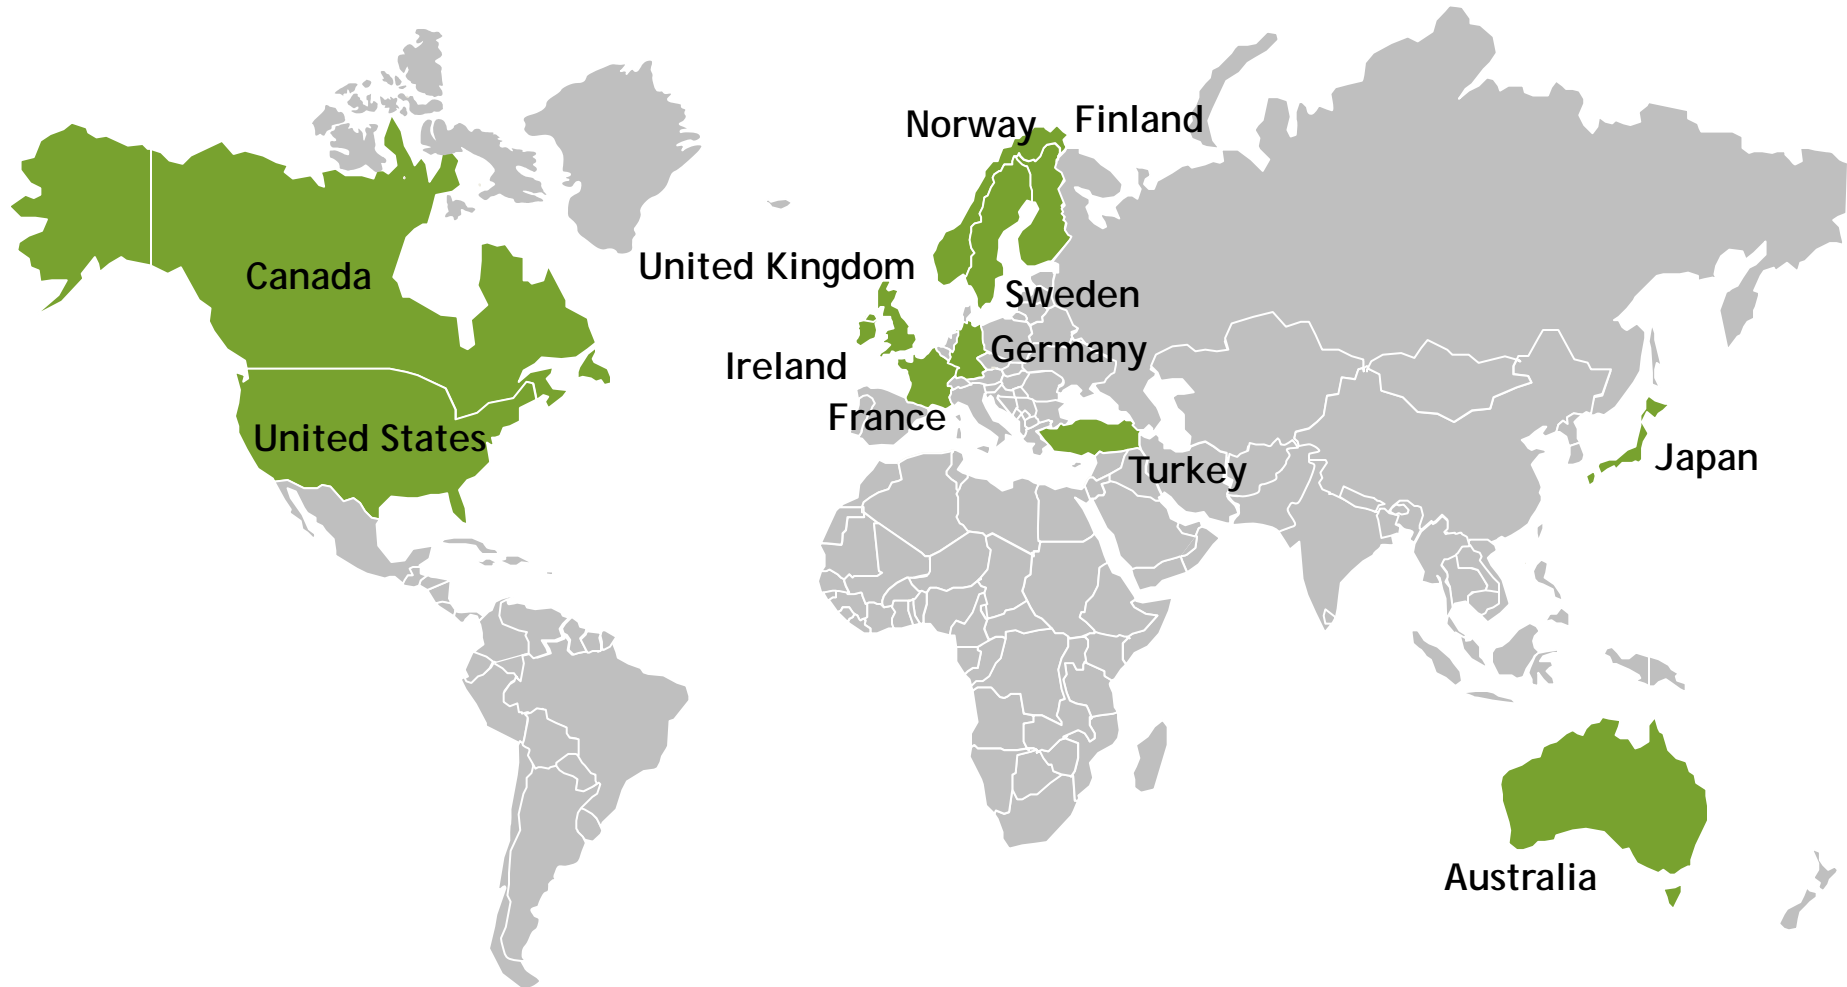 Norway
Finland
United Kingdom
Canada
Sweden
Germany
Ireland
France
United States
Turkey
Japan
Australia